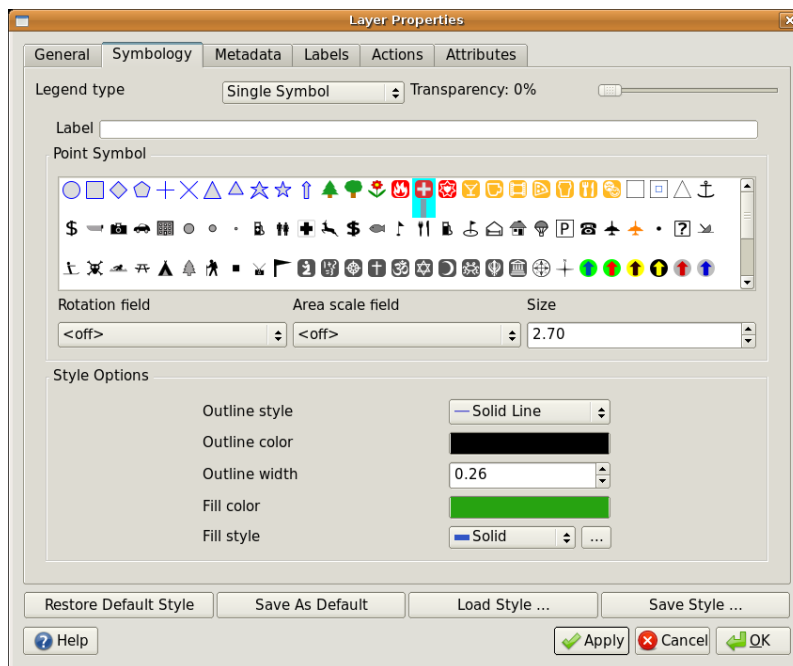 Layer Properties
General Symbology Metadata Labels Actions Attributes
Legend type Single Symbol Transparency: 0%
Label
Point Symbol
Rotation field Area scale field Size
<off> <off> 2.70
Style Options
Outline style Solid Line
Outline color
Outline width 0.26
Fill color
Fill style Solid ...
Restore Default Style Save As Default Load Style ... Save Style ...
Help Apply Cancel OK